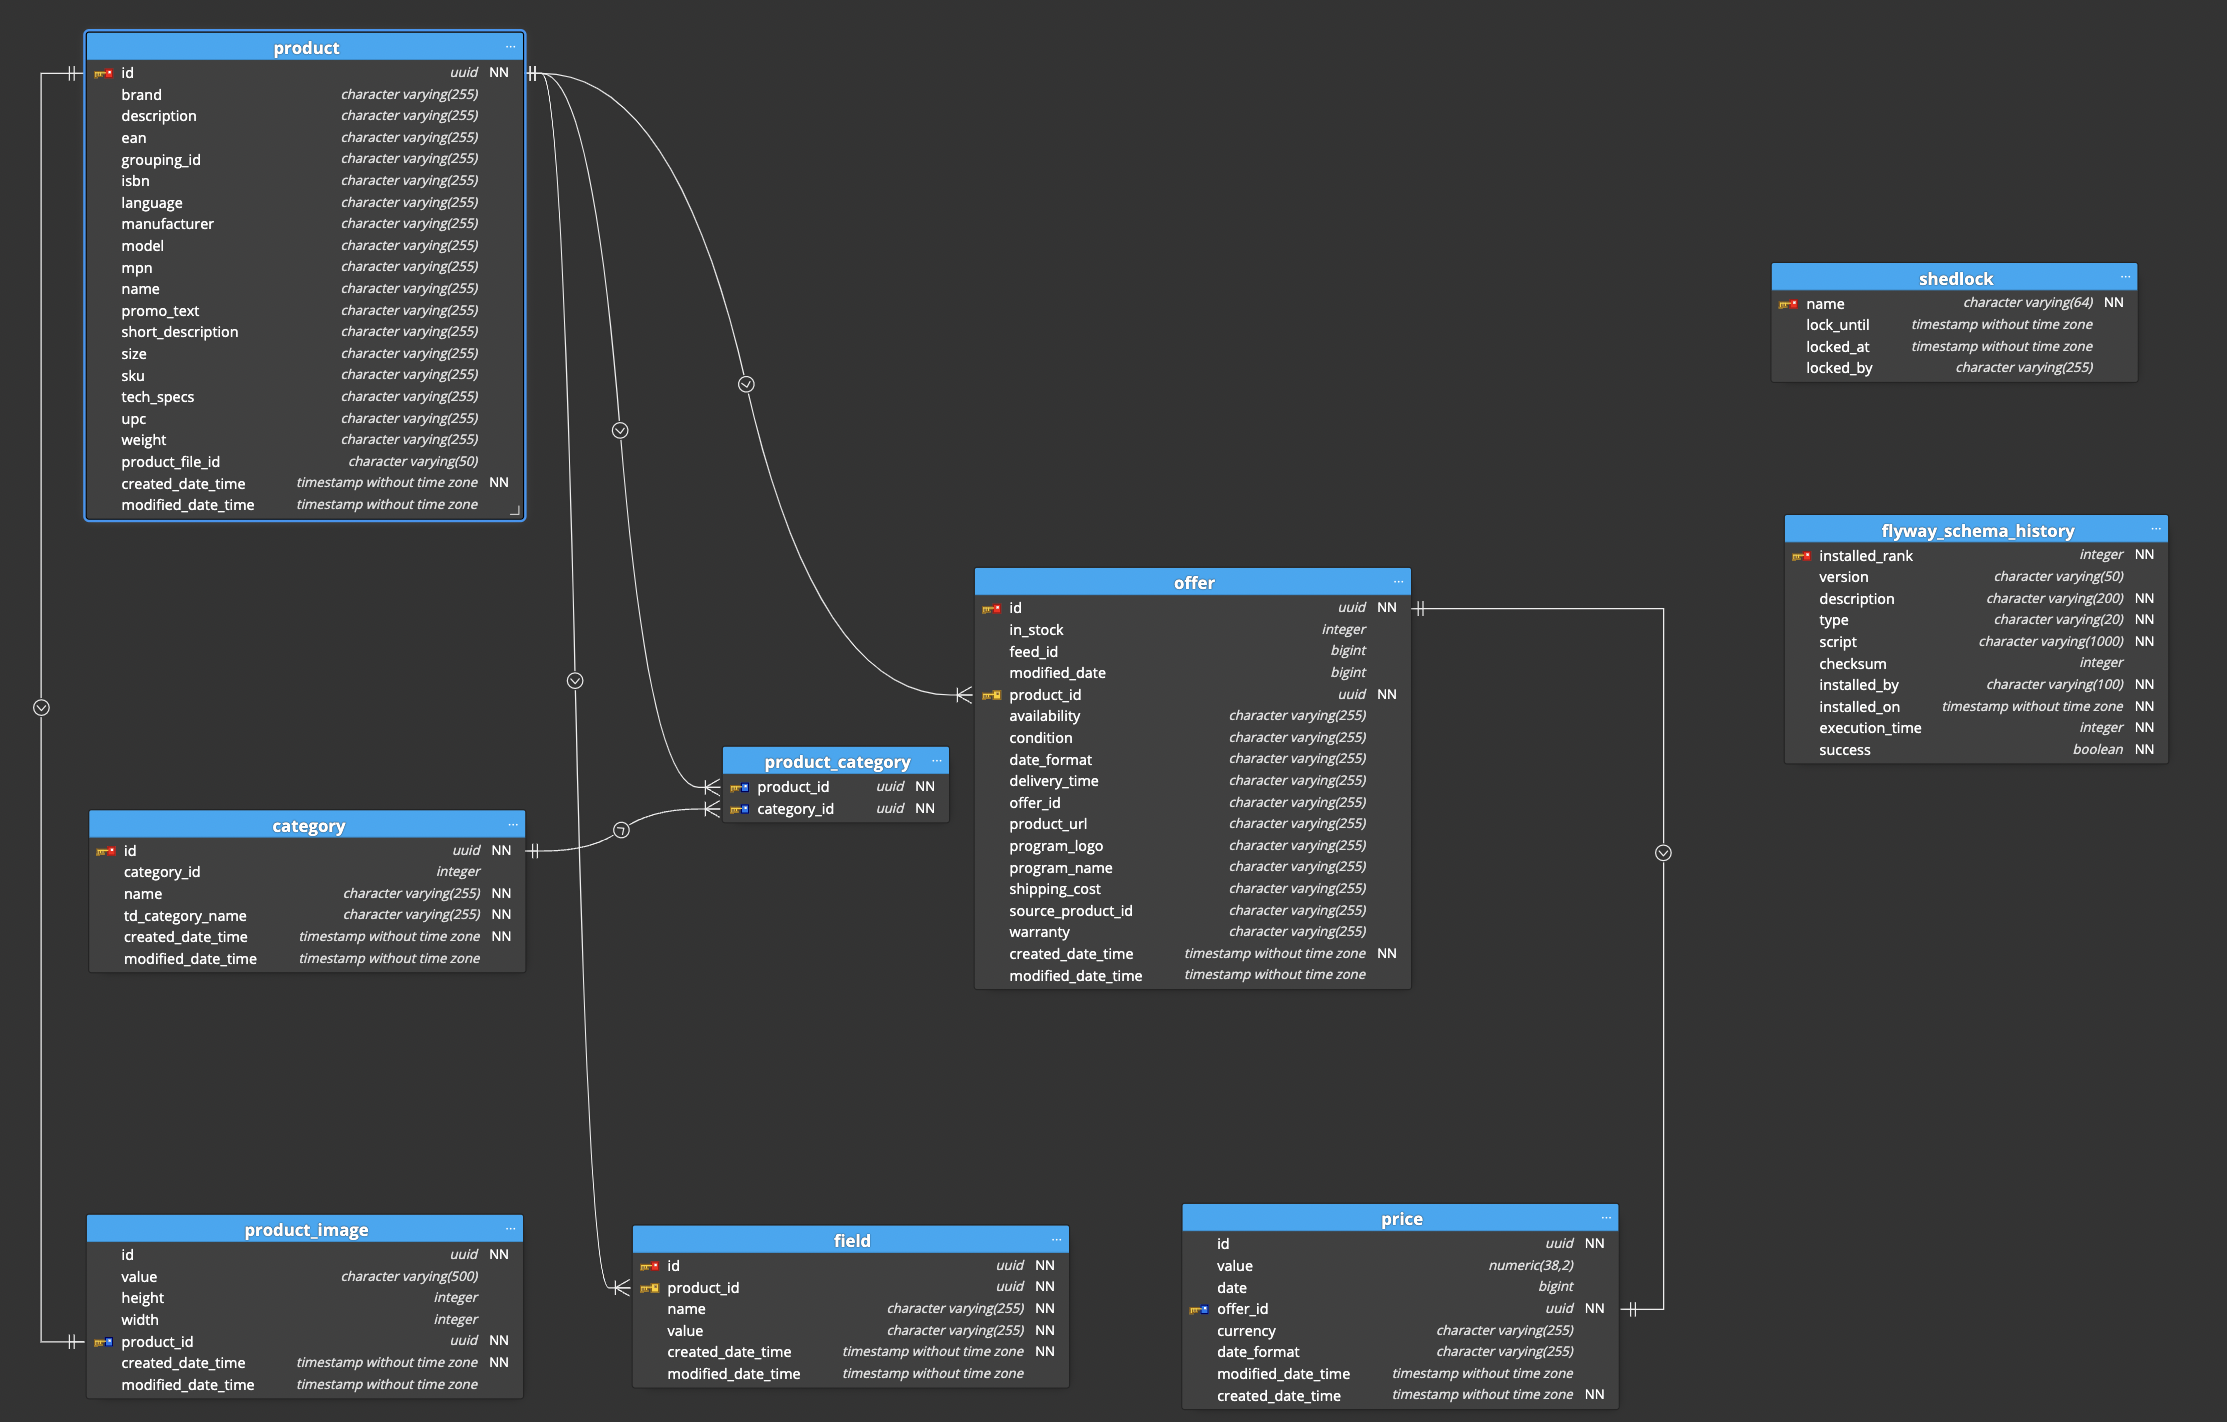 product ...
id uuid NN
brand character varying(255)
description character varying(255)
ean character varying(255)
grouping_id character varying(255)
isbn character varying(255)
language character varying(255)
manufacturer character varying(255)
model character varying(255)
mpn character varying(255)
name character varying(255)
promo_text character varying(255)
short_description character varying(255)
size character varying(255)
sku character varying(255)
tech_specs character varying(255)
upc character varying(255)
weight character varying(255)
product_file_id character varying(50)
created_date_time timestamp without time zone NN
modified_date_time timestamp without time zone
shedlock ...
name character varying(64) NN
lock_until timestamp without time zone
locked_at timestamp without time zone
locked_by character varying(255)
flyway_schema_history ...
installed_rank integer NN
version character varying(50)
description character varying(200) NN
type character varying(20) NN
script character varying(1000) NN
checksum integer
installed_by character varying(100) NN
installed_on timestamp without time zone NN
execution_time integer NN
success boolean NN
offer ...
id uuid NN
in_stock integer
feed_id bigint
modified_date bigint
product_id uuid NN
availability character varying(255)
condition character varying(255)
date_format character varying(255)
delivery_time character varying(255)
offer_id character varying(255)
product_url character varying(255)
program_logo character varying(255)
program_name character varying(255)
shipping_cost character varying(255)
source_product_id character varying(255)
warranty character varying(255)
created_date_time timestamp without time zone NN
modified_date_time timestamp without time zone
product_category ...
product_id uuid NN
category_id uuid NN
category ...
id uuid NN
category_id integer
name character varying(255) NN
td_category_name character varying(255) NN
created_date_time timestamp without time zone NN
modified_date_time timestamp without time zone
product_image ...
id uuid NN
value character varying(500)
height integer
width integer
product_id uuid NN
created_date_time timestamp without time zone NN
modified_date_time timestamp without time zone
field ...
id uuid NN
product_id uuid NN
name character varying(255) NN
value character varying(255) NN
created_date_time timestamp without time zone NN
modified_date_time timestamp without time zone
price ...
id uuid NN
value numeric(38,2)
date bigint
offer_id uuid NN
currency character varying(255)
date_format character varying(255)
modified_date_time timestamp without time zone
created_date_time timestamp without time zone NN